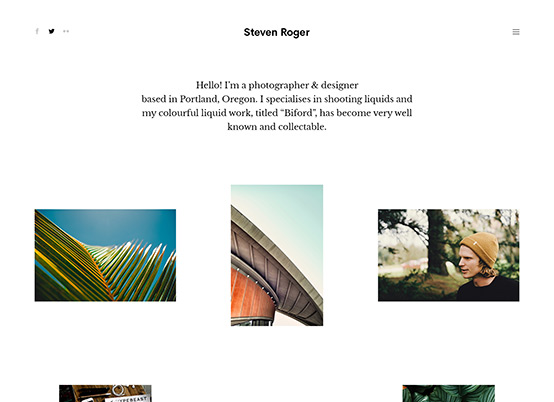 Steven Roger
Hello! I'm a photographer & designer
based in Portland, Oregon. I specialises in shooting liquids and
my colourful liquid work, titled “Biford”, has become very well
known and collectable.
HYPEBEAST